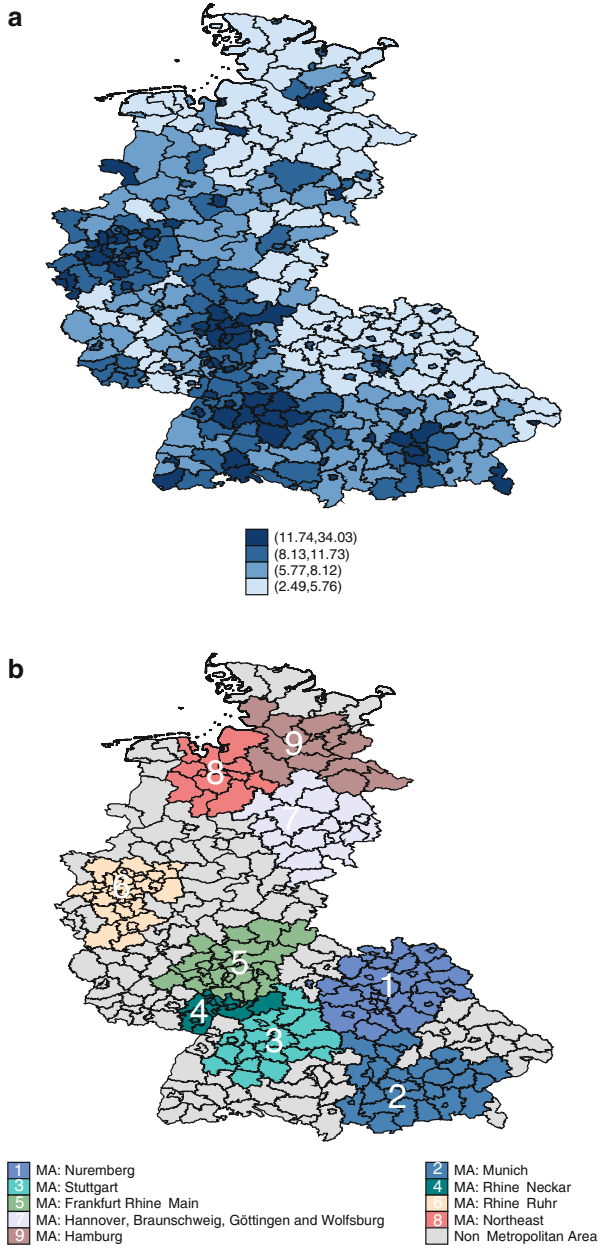 a
(11.74,34.03)
(8.13,11.73)
(5.77,8.12)
(2.49,5.76)
b
9
8
7
6
5
1
4
3
2
1 MA: Nuremberg
3 MA: Stuttgart
5 MA: Frankfurt Rhine Main
7 MA: Hannover, Braunschweig, Göttingen and Wolfsburg
9 MA: Hamburg
2 MA: Munich
4 MA: Rhine Neckar
6 MA: Rhine Ruhr
8 MA: Northeast
Non Metropolitan Area